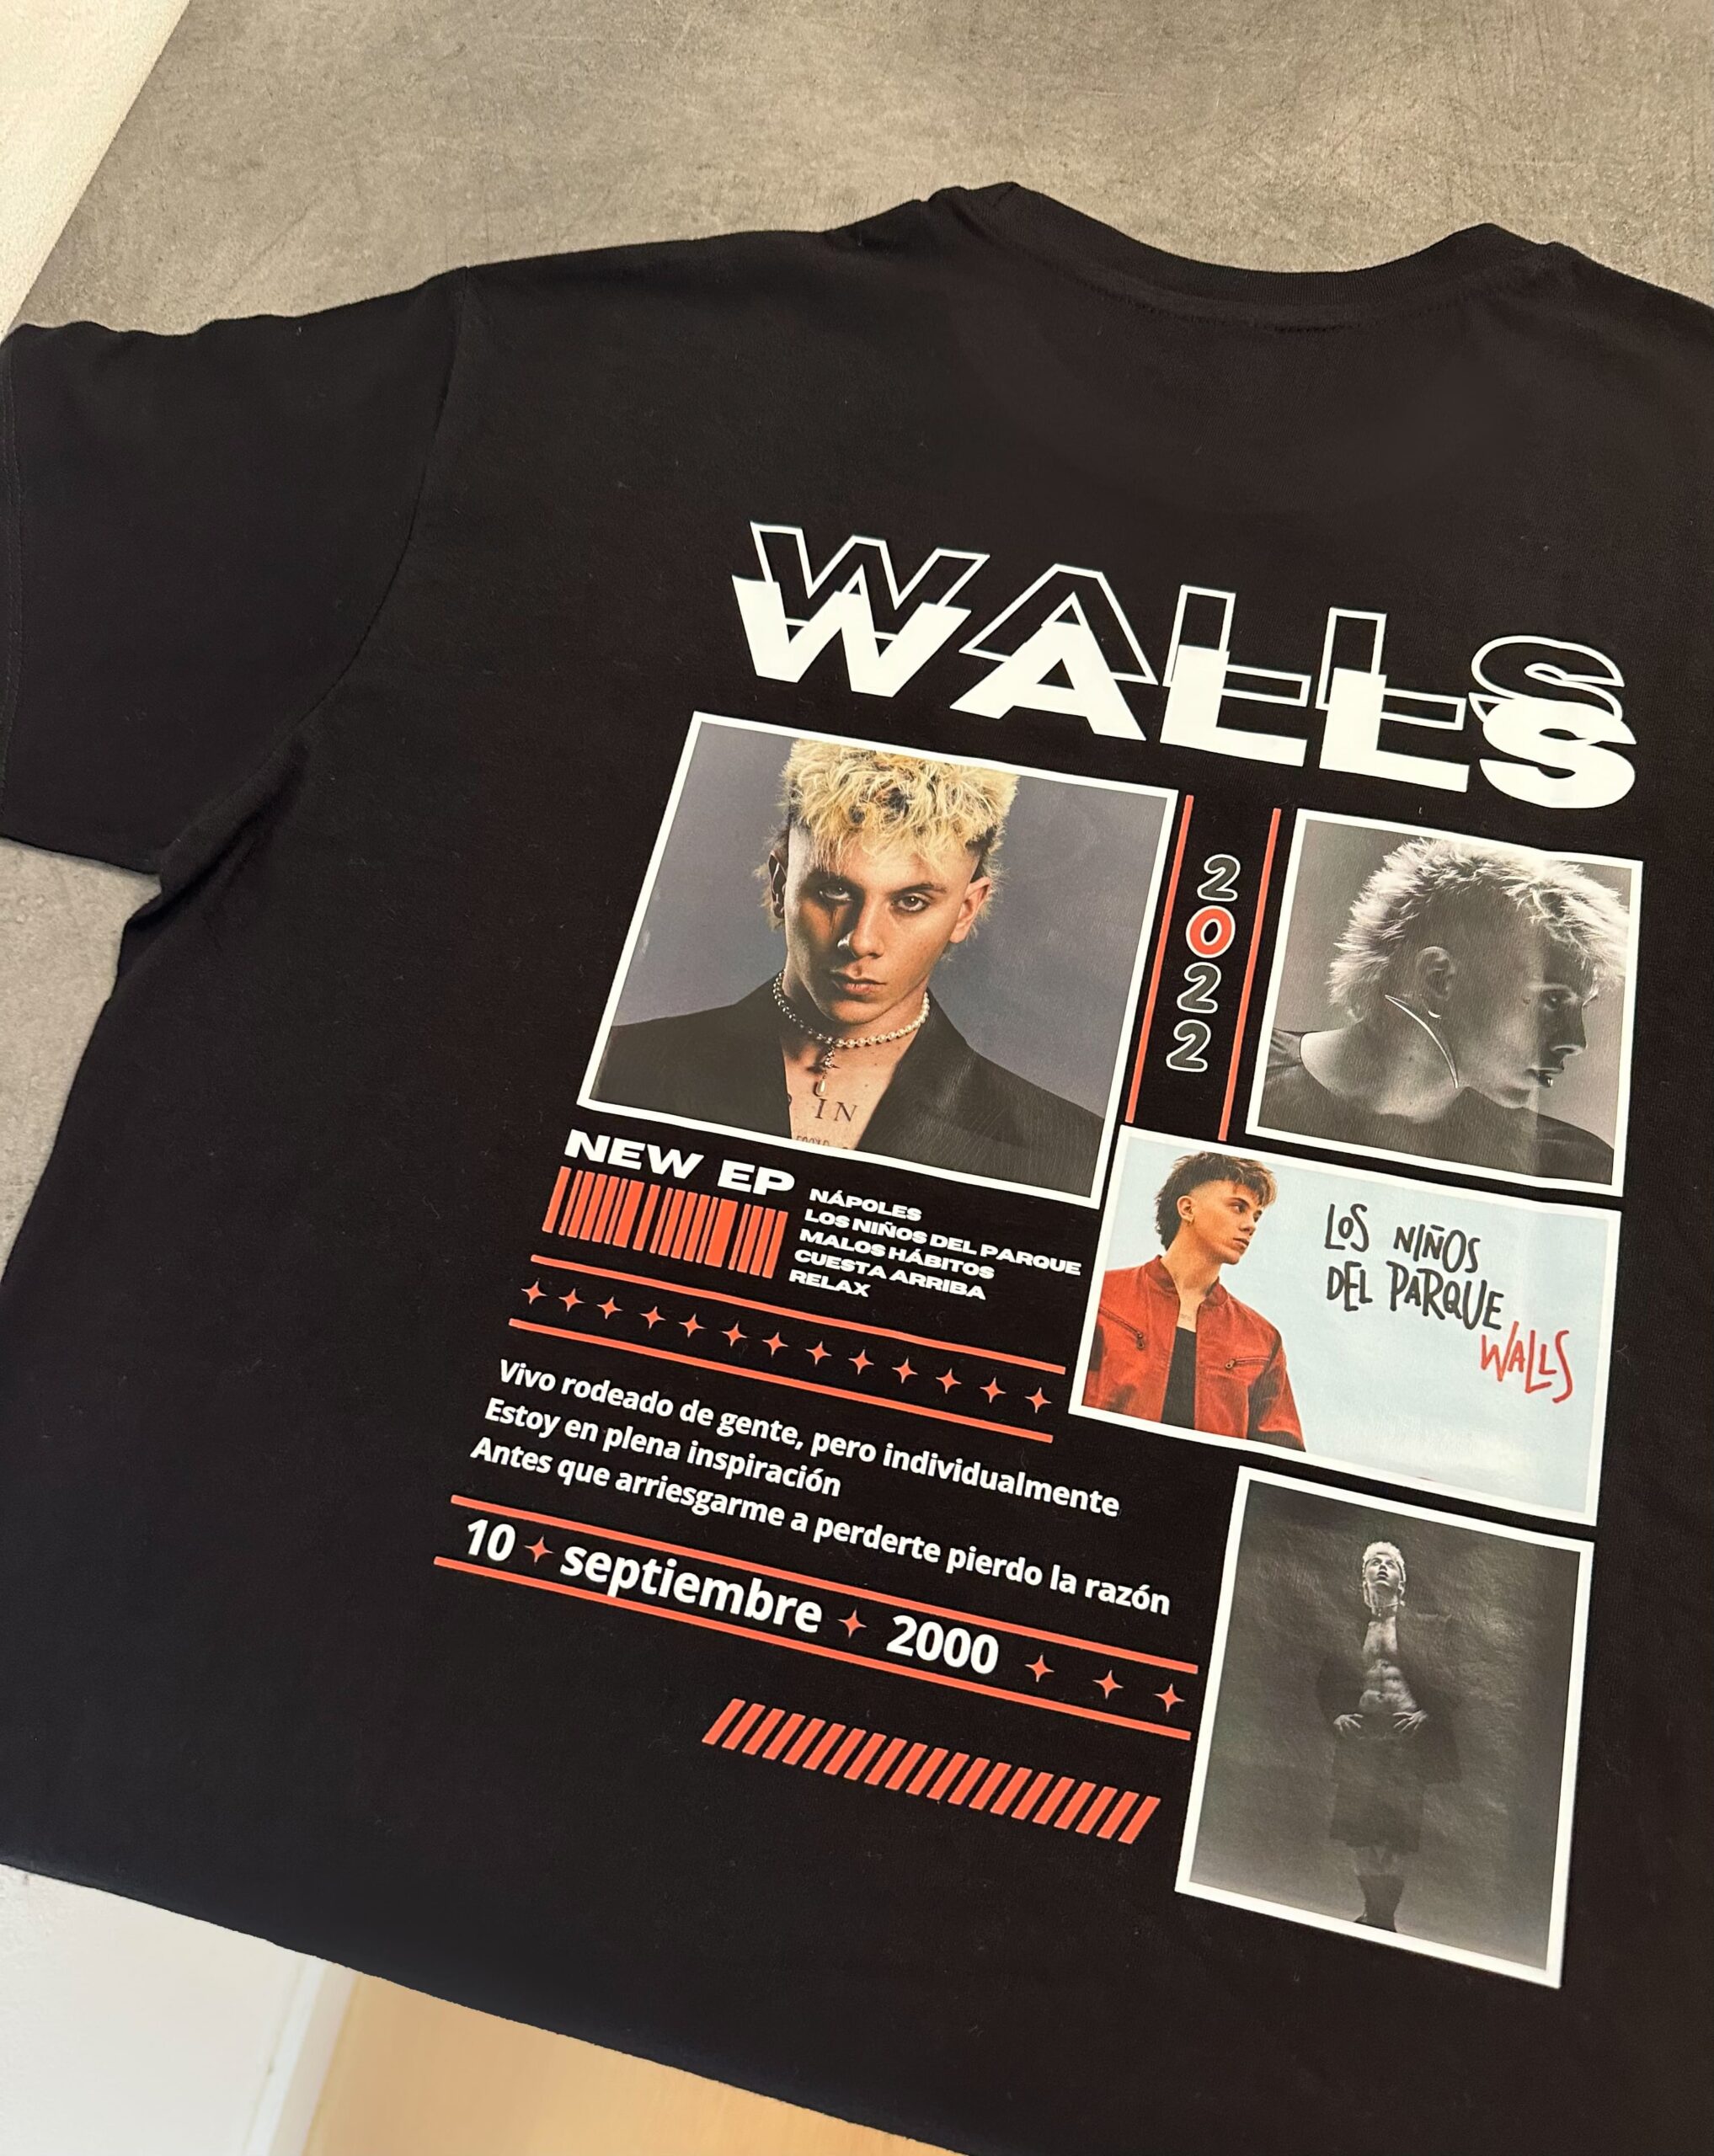 WALLS
WALLS
2022
IN
NEW EP
NÁPOLES
LOS NIÑOS DEL PARQUE
MALOS HÁBITOS
CUESTA ARRIBA
RELAX
LOS NIÑOS
DEL PARQUE
WALLS
Vivo rodeado de gente, pero individualmente
Estoy en plena inspiración
Antes que arriesgarme a perderte pierdo la razón
10 septiembre 2000